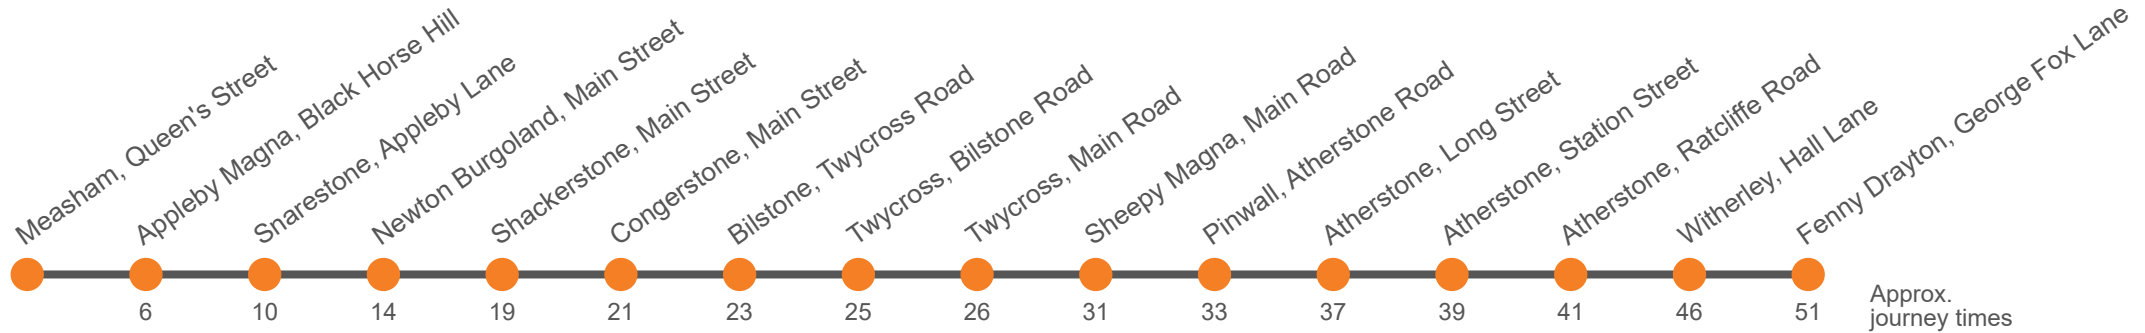 Measham, Queen's Street
Appleby Magna, Black Horse Hill
Snarestone, Appleby Lane
Newton Burgoland, Main Street
Shackerstone, Main Street
Congerstone, Main Street
Bilstone, Twycross Road
Twycross, Bilstone Road
Twycross, Main Road
Sheepy Magna, Main Road
Pinwall, Atherstone Road
Atherstone, Long Street
Atherstone, Station Street
Atherstone, Ratcliffe Road
Witherley, Hall Lane
Fenny Drayton, George Fox Lane
6 10 14 19 21 23 25 26 31 33 37 39 41 46 51
Approx.
journey times